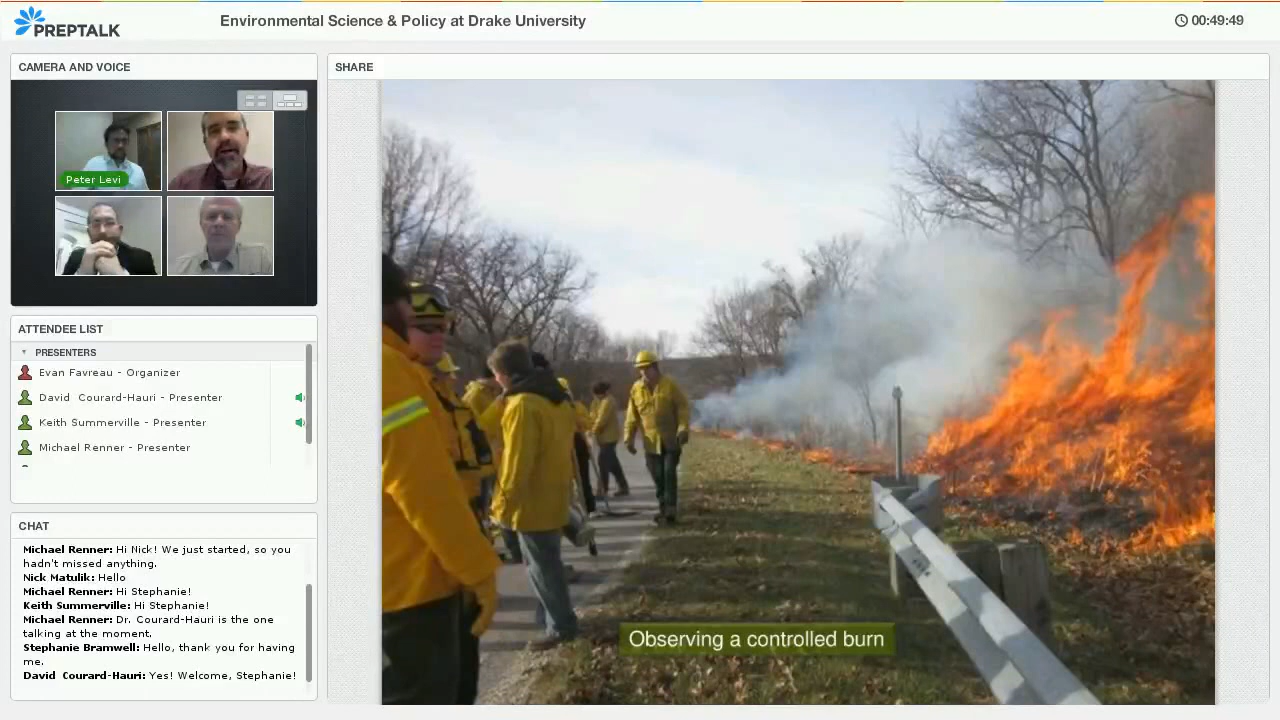 PREPTALK
Environmental Science & Policy at Drake University
00:49:49
CAMERA AND VOICE
Peter Levi
ATTENDEE LIST
PRESENTERS
Evan Favreau - Organizer
David Courard-Hauri - Presenter
Keith Summerville - Presenter
Michael Renner - Presenter
CHAT
Michael Renner: Hi Nick! We just started, so you
hadn't missed anything.
Nick Matulik: Hello
Michael Renner: Hi Stephanie!
Keith Summerville: Hi Stephanie!
Michael Renner: Dr. Courard-Hauri is the one
talking at the moment.
Stephanie Bramwell: Hello, thank you for having
me.
David Courard-Hauri: Yes! Welcome, Stephanie!
SHARE
Observing a controlled burn